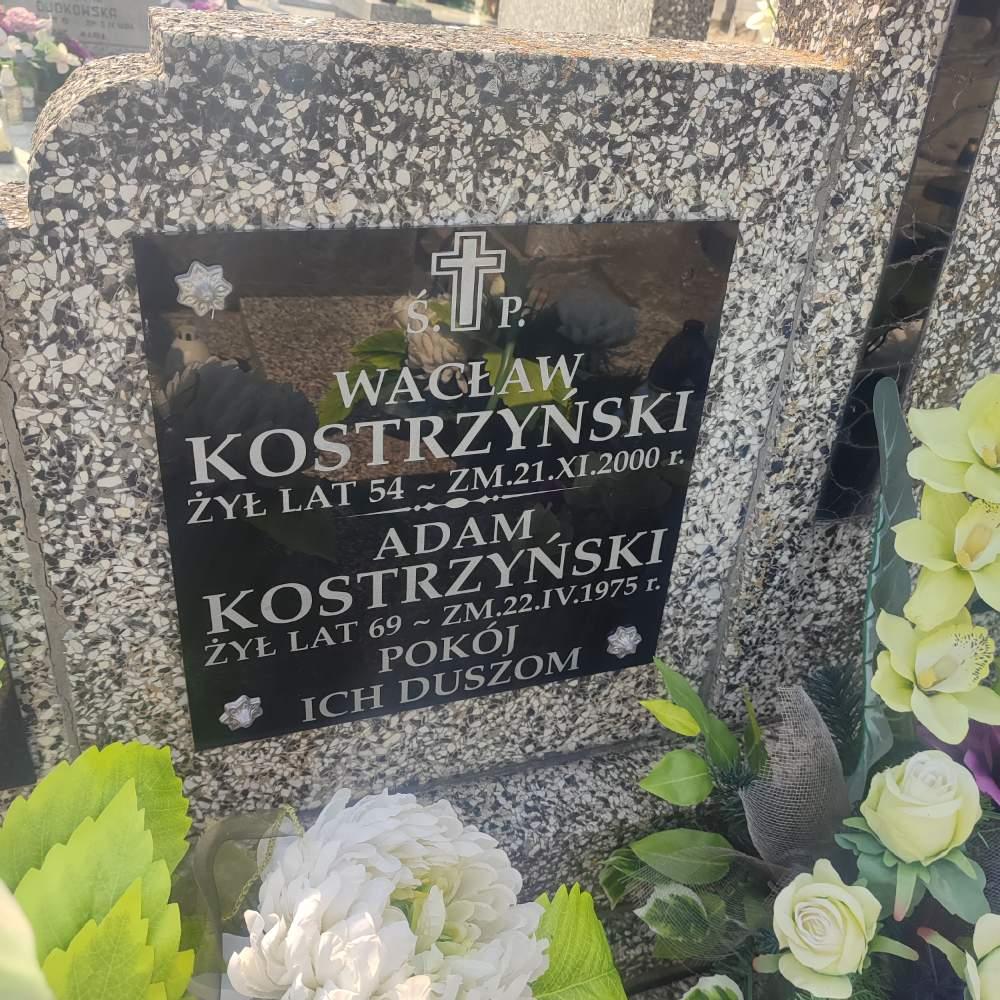 DUDKOWSKA
Ś. P.
WACŁAW
KOSTRZYŃSKI
ŻYŁ LAT 54 ~ ZM.21.XI.2000 r.
ADAM
KOSTRZYŃSKI
ŻYŁ LAT 69 ~ ZM.22.IV.1975 r.
POKÓJ
ICH DUSZOM